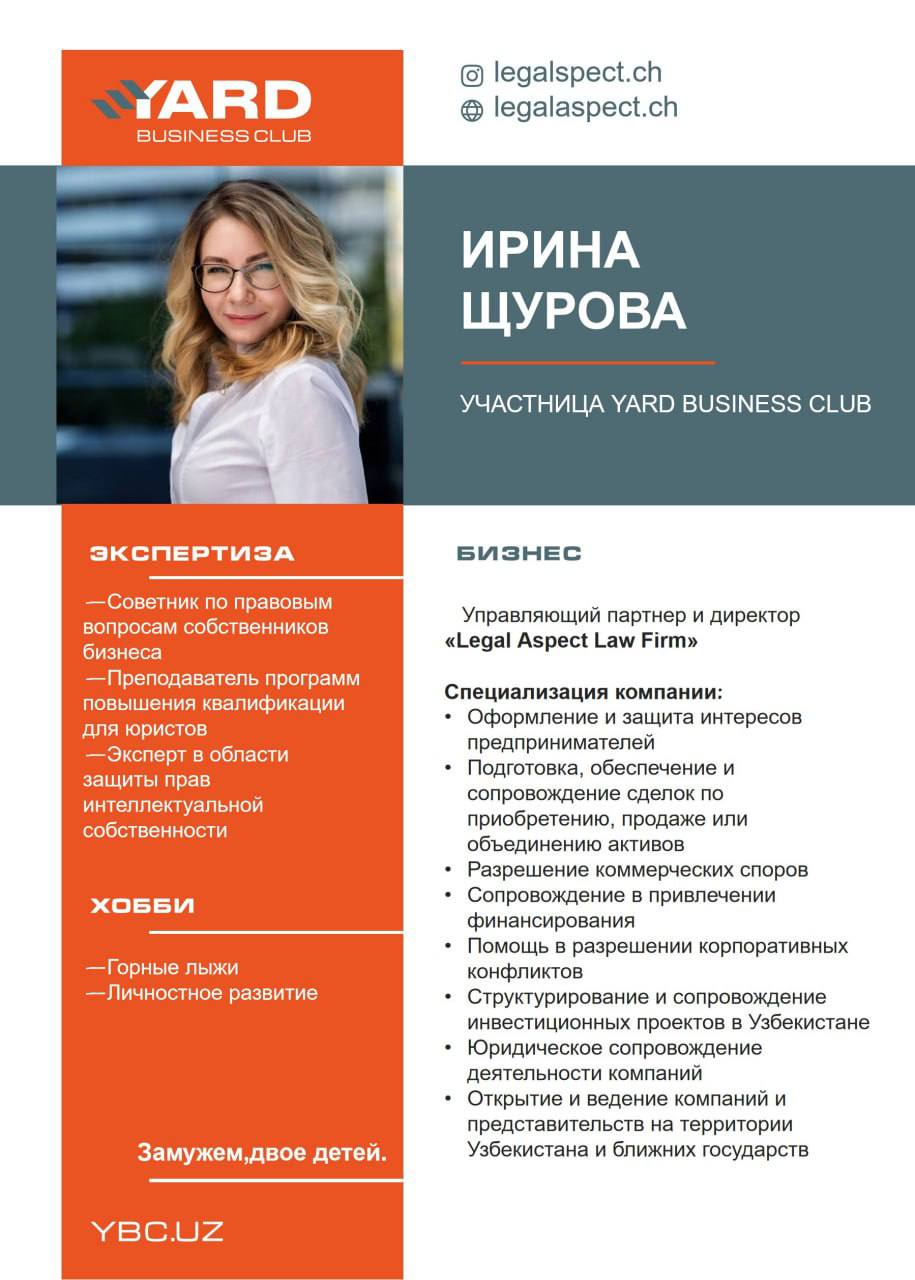 YARD
BUSINESS CLUB
legalspect.ch
legalaspect.ch
ИРИНА
ЩУРОВА
УЧАСТНИЦА YARD BUSINESS CLUB
ЭКСПЕРТИЗА
—Советник по правовым
вопросам собственников
бизнеса
—Преподаватель программ
повышения квалификации
для юристов
—Эксперт в области
защиты прав
интеллектуальной
собственности
ХОББИ
—Горные лыжи
—Личностное развитие
Замужем,двое детей.
YBC.UZ
БИЗНЕС
Управляющий партнер и директор
«Legal Aspect Law Firm»
Специализация компании:
• Оформление и защита интересов
предпринимателей
• Подготовка, обеспечение и
сопровождение сделок по
приобретению, продаже или
объединению активов
• Разрешение коммерческих споров
• Сопровождение в привлечении
финансирования
• Помощь в разрешении корпоративных
конфликтов
• Структурирование и сопровождение
инвестиционных проектов в Узбекистане
• Юридическое сопровождение
деятельности компаний
• Открытие и ведение компаний и
представительств на территории
Узбекистана и ближних государств